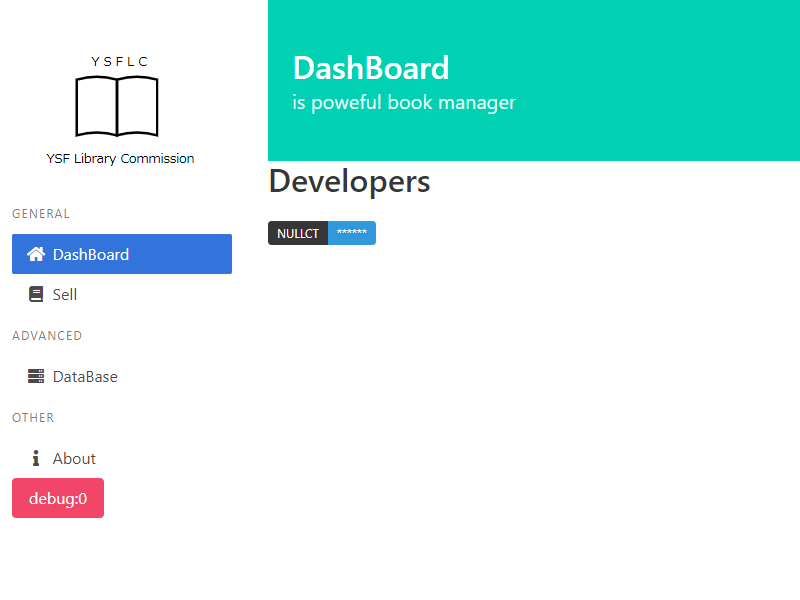 YSFLC
YSF Library Commission
GENERAL
DashBoard
Sell
ADVANCED
DataBase
OTHER
About
debug:0
DashBoard
is poweful book manager
Developers
NULLCT ******